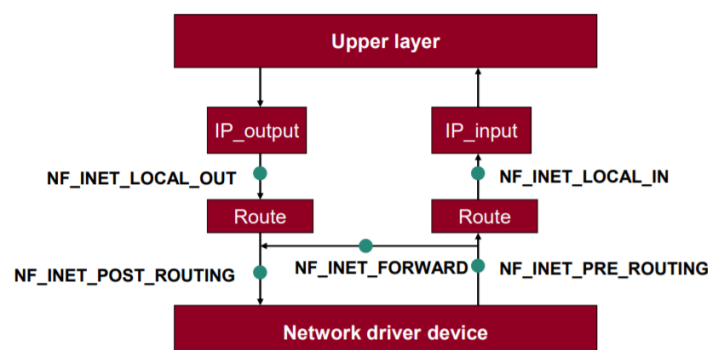 Upper layer
IP_output
IP_input
NF_INET_LOCAL_OUT
NF_INET_LOCAL_IN
Route
Route
NF_INET_POST_ROUTING
NF_INET_FORWARD
NF_INET_PRE_ROUTING
Network driver device